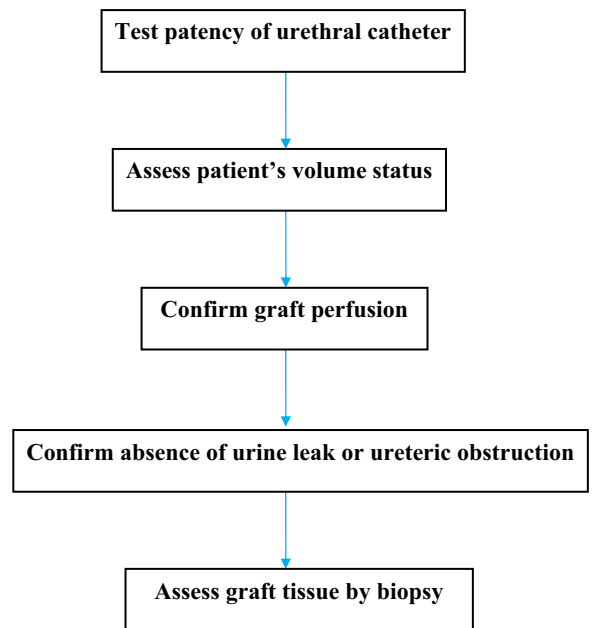 Test patency of urethral catheter
Assess patient’s volume status
Confirm graft perfusion
Confirm absence of urine leak or ureteric obstruction
Assess graft tissue by biopsy